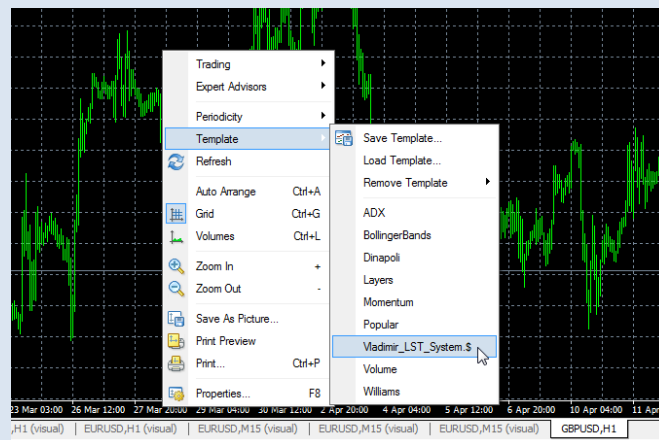 Trading
Expert Advisors
Periodicity
Template
Refresh
Auto Arrange Ctrl+A
Grid Ctrl+G
Volumes Ctrl+L
Zoom In +
Zoom Out -
Save As Picture...
Print Preview
Print... Ctrl+P
Properties... F8
Save Template...
Load Template...
Remove Template
ADX
BollingerBands
Dinapoli
Layers
Momentum
Popular
Vladimir_LST_System.$
Volume
Williams
23 Mar 03:00 26 Mar 12:00 27 Mar 20:00 29 Mar 04:00 30 Mar 12:00 2 Apr 20:00 4 Apr 04:00 5 Apr 12:00 6 Apr 20:00 10 Apr 04:00 11 Apr
,H1 (visual) EURUSD,H1 (visual) EURUSD,M15 (visual) EURUSD,M15 (visual) EURUSD,M15 (visual) GBPUSD,H1